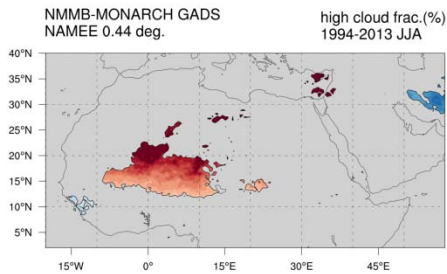 NMMB-MONARCH GADS
NAMEE 0.44 deg.
high cloud frac.(%)
1994-2013 JJA
40°N
35°N
30°N
25°N
20°N
15°N
10°N
5°N
15°W 0° 15°E 30°E 45°E